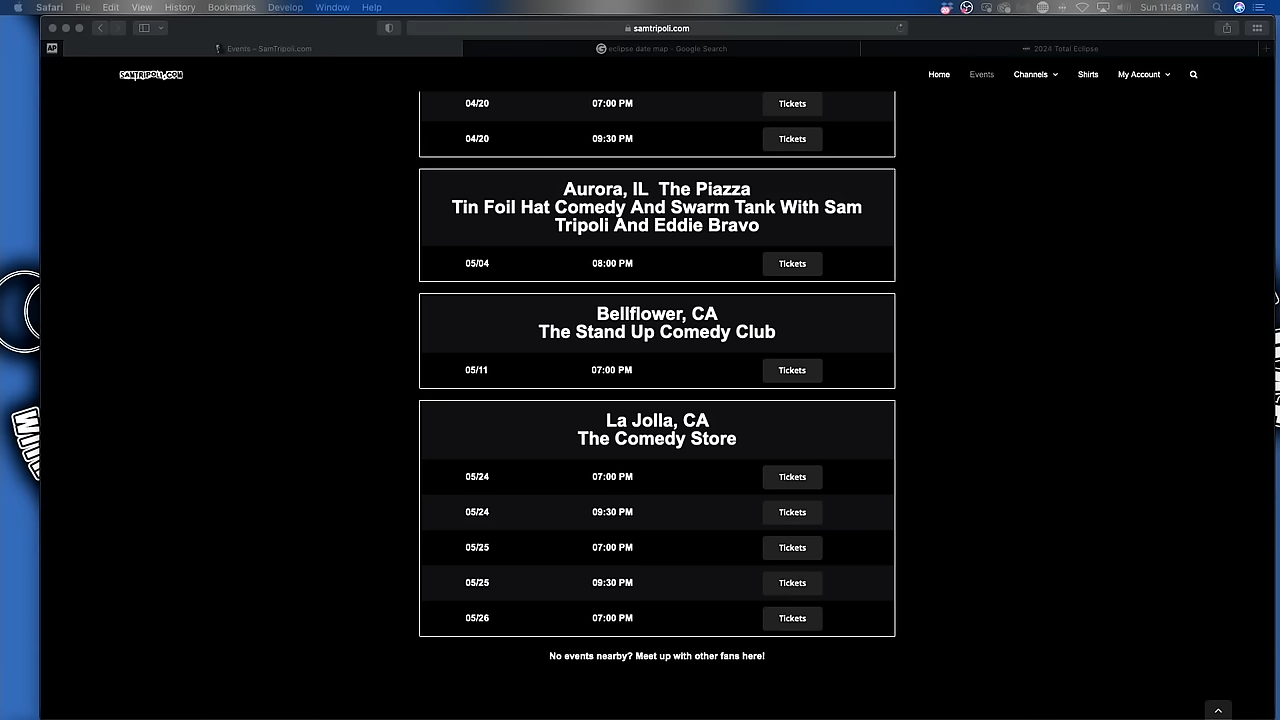 Safari File Edit View History Bookmarks Develop Window Help
Sun 11:48 PM
samtripoli.com
AP
Events – SamTripoli.com
eclipse date map - Google Search
2024 Total Eclipse
SAMTRIPOLI.COM
Home Events Channels Shirts My Account
04/20 07:00 PM Tickets
04/20 09:30 PM Tickets
Aurora, IL The Piazza
Tin Foil Hat Comedy And Swarm Tank With Sam
Tripoli And Eddie Bravo
05/04 08:00 PM Tickets
Bellflower, CA
The Stand Up Comedy Club
05/11 07:00 PM Tickets
La Jolla, CA
The Comedy Store
05/24 07:00 PM Tickets
05/24 09:30 PM Tickets
05/25 07:00 PM Tickets
05/25 09:30 PM Tickets
05/26 07:00 PM Tickets
No events nearby? Meet up with other fans here!